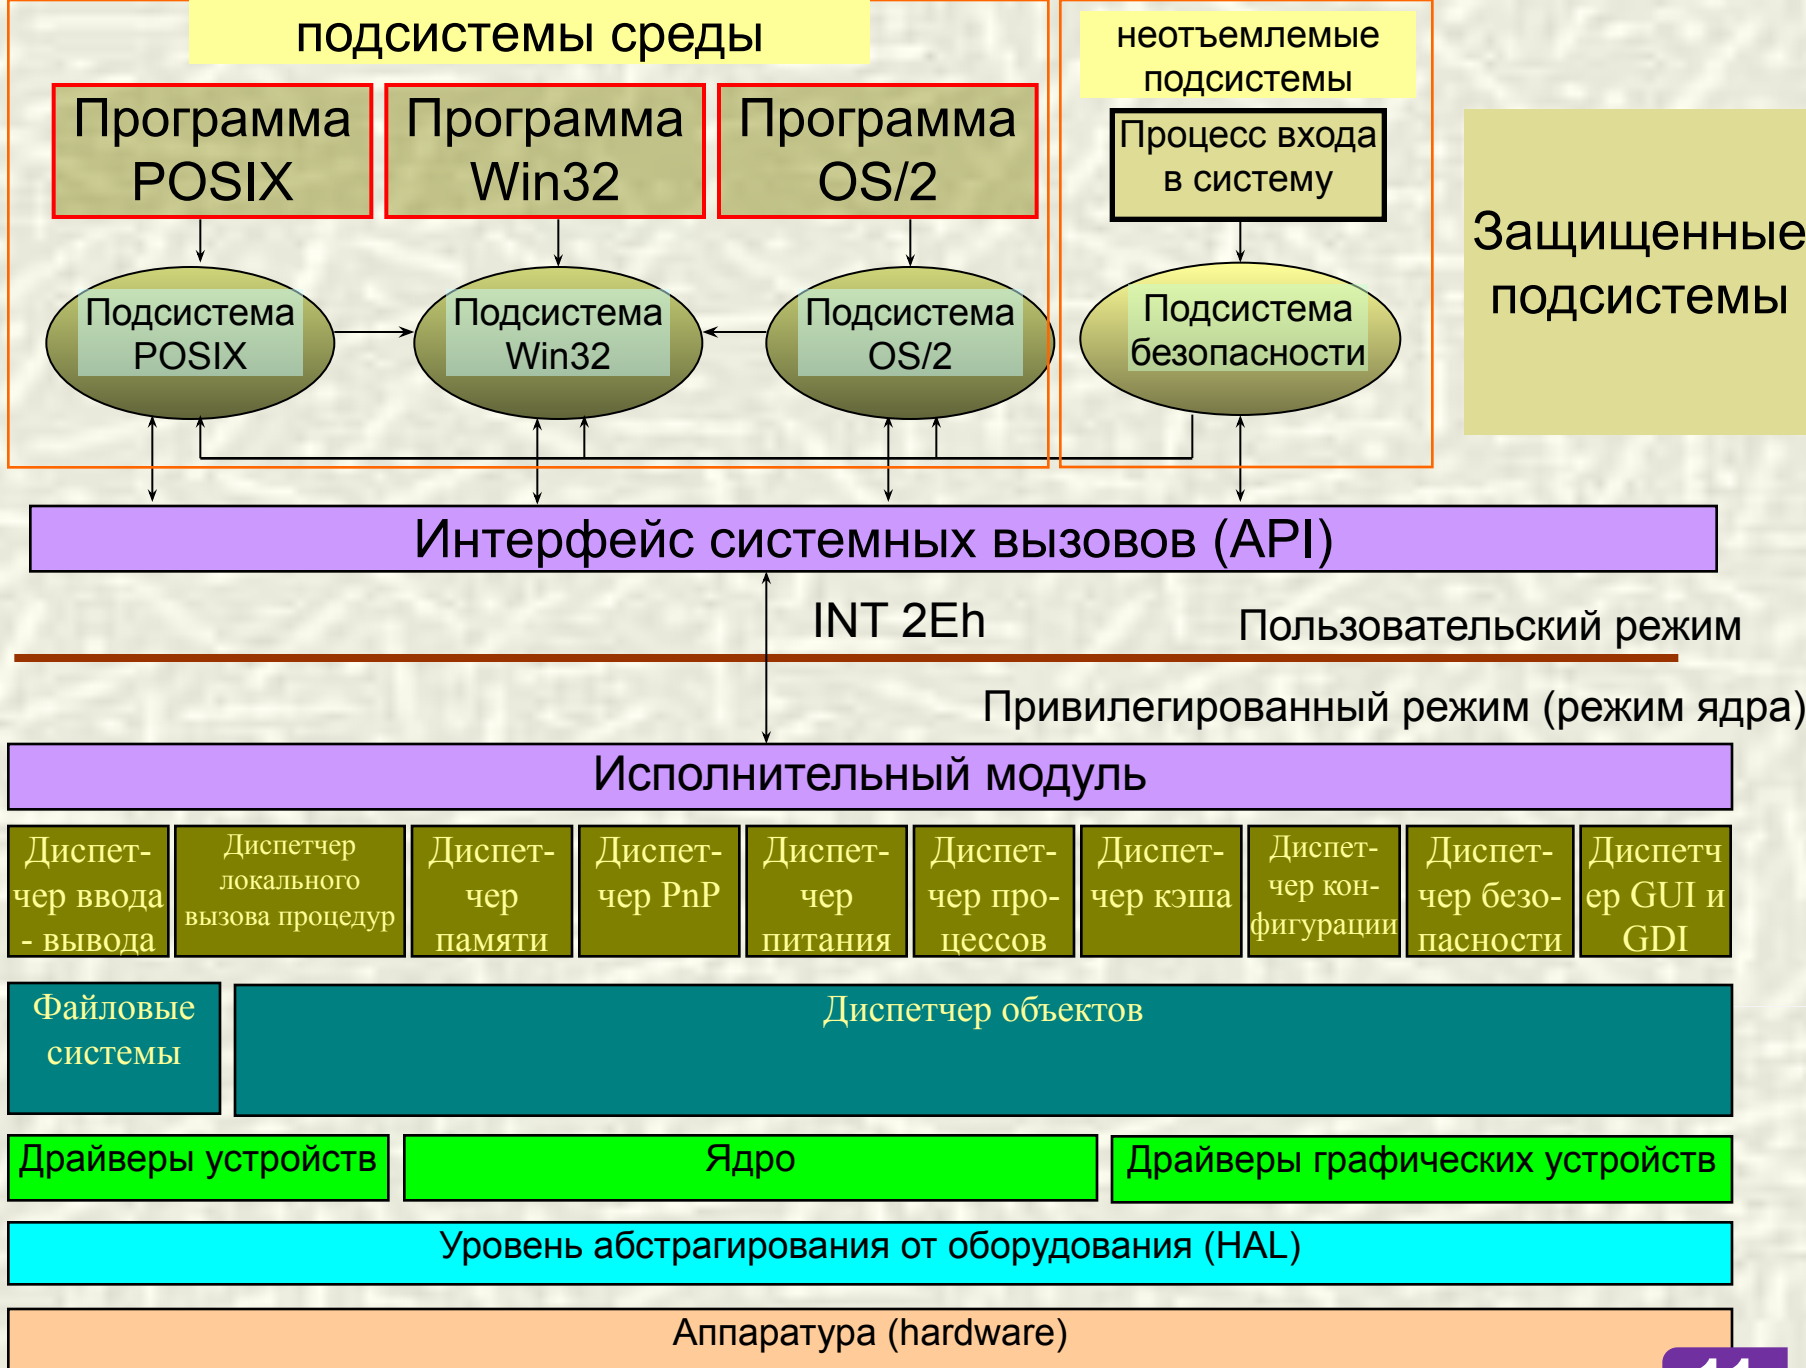 подсистемы среды
неотъемлемые
подсистемы
Программа
POSIX
Программа
Win32
Программа
OS/2
Процесс входа
в систему
Защищенные
подсистемы
Подсистема
POSIX
Подсистема
Win32
Подсистема
OS/2
Подсистема
безопасности
Интерфейс системных вызовов (API)
INT 2Eh
Пользовательский режим
Привилегированный режим (режим ядра)
Исполнительный модуль
Диспет-
чер ввода
- вывода
Диспетчер
локального
вызова процедур
Диспет-
чер
памяти
Диспет-
чер PnP
Диспет-
чер
питания
Диспет-
чер про-
цессов
Диспет-
чер кэша
Диспет-
чер кон-
фигурации
Диспет-
чер безо-
пасности
Диспетч
ер GUI и
GDI
Файловые
системы
Диспетчер объектов
Драйверы устройств
Ядро
Драйверы графических устройств
Уровень абстрагирования от оборудования (HAL)
Аппаратура (hardware)
11